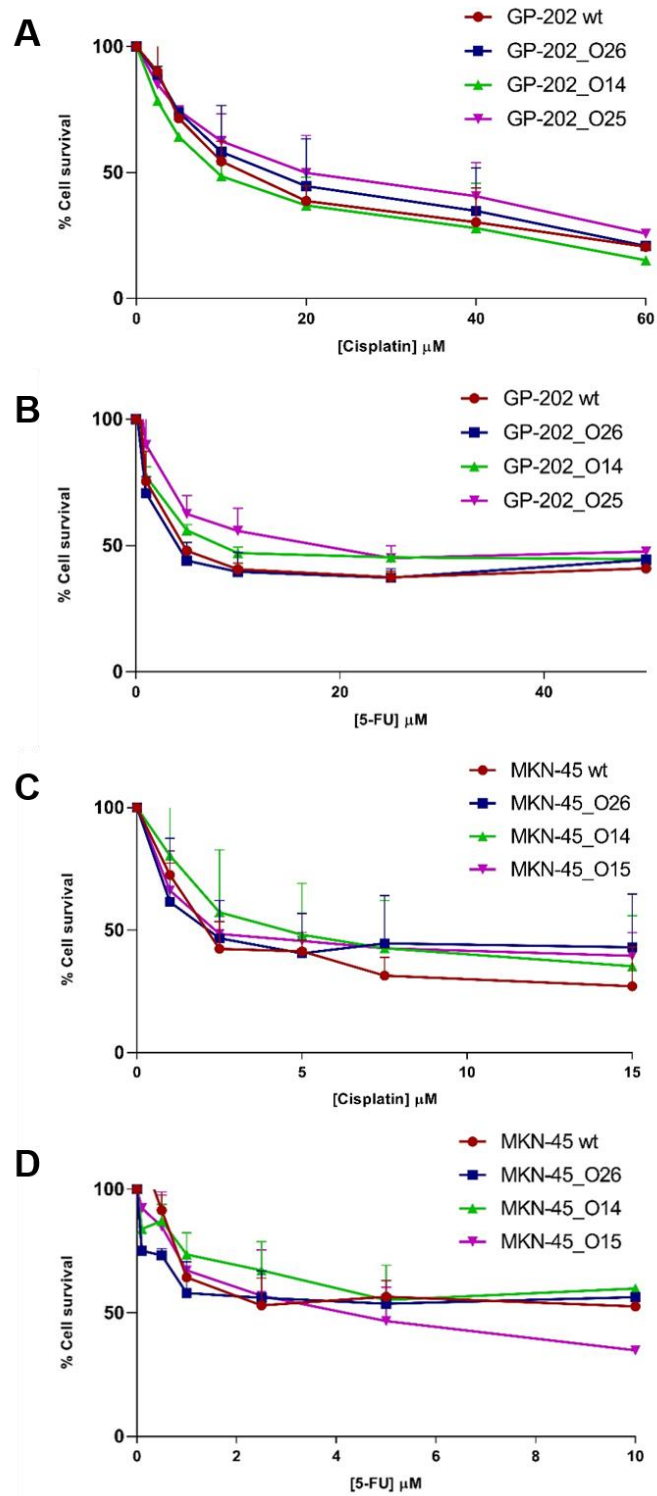 A
GP-202 wt
GP-202_O26
GP-202_O14
GP-202_O25
100
50
0
% Cell survival
0 20 40 60
[Cisplatin] μM
B
GP-202 wt
GP-202_O26
GP-202_O14
GP-202_O25
100
50
0
% Cell survival
0 20 40
[5-FU] μM
C
MKN-45 wt
MKN-45_O26
MKN-45_O14
MKN-45_O15
100
50
0
% Cell survival
0 5 10 15
[Cisplatin] μM
D
MKN-45 wt
MKN-45_O26
MKN-45_O14
MKN-45_O15
100
50
0
% Cell survival
0 2 4 6 8 10
[5-FU] μM